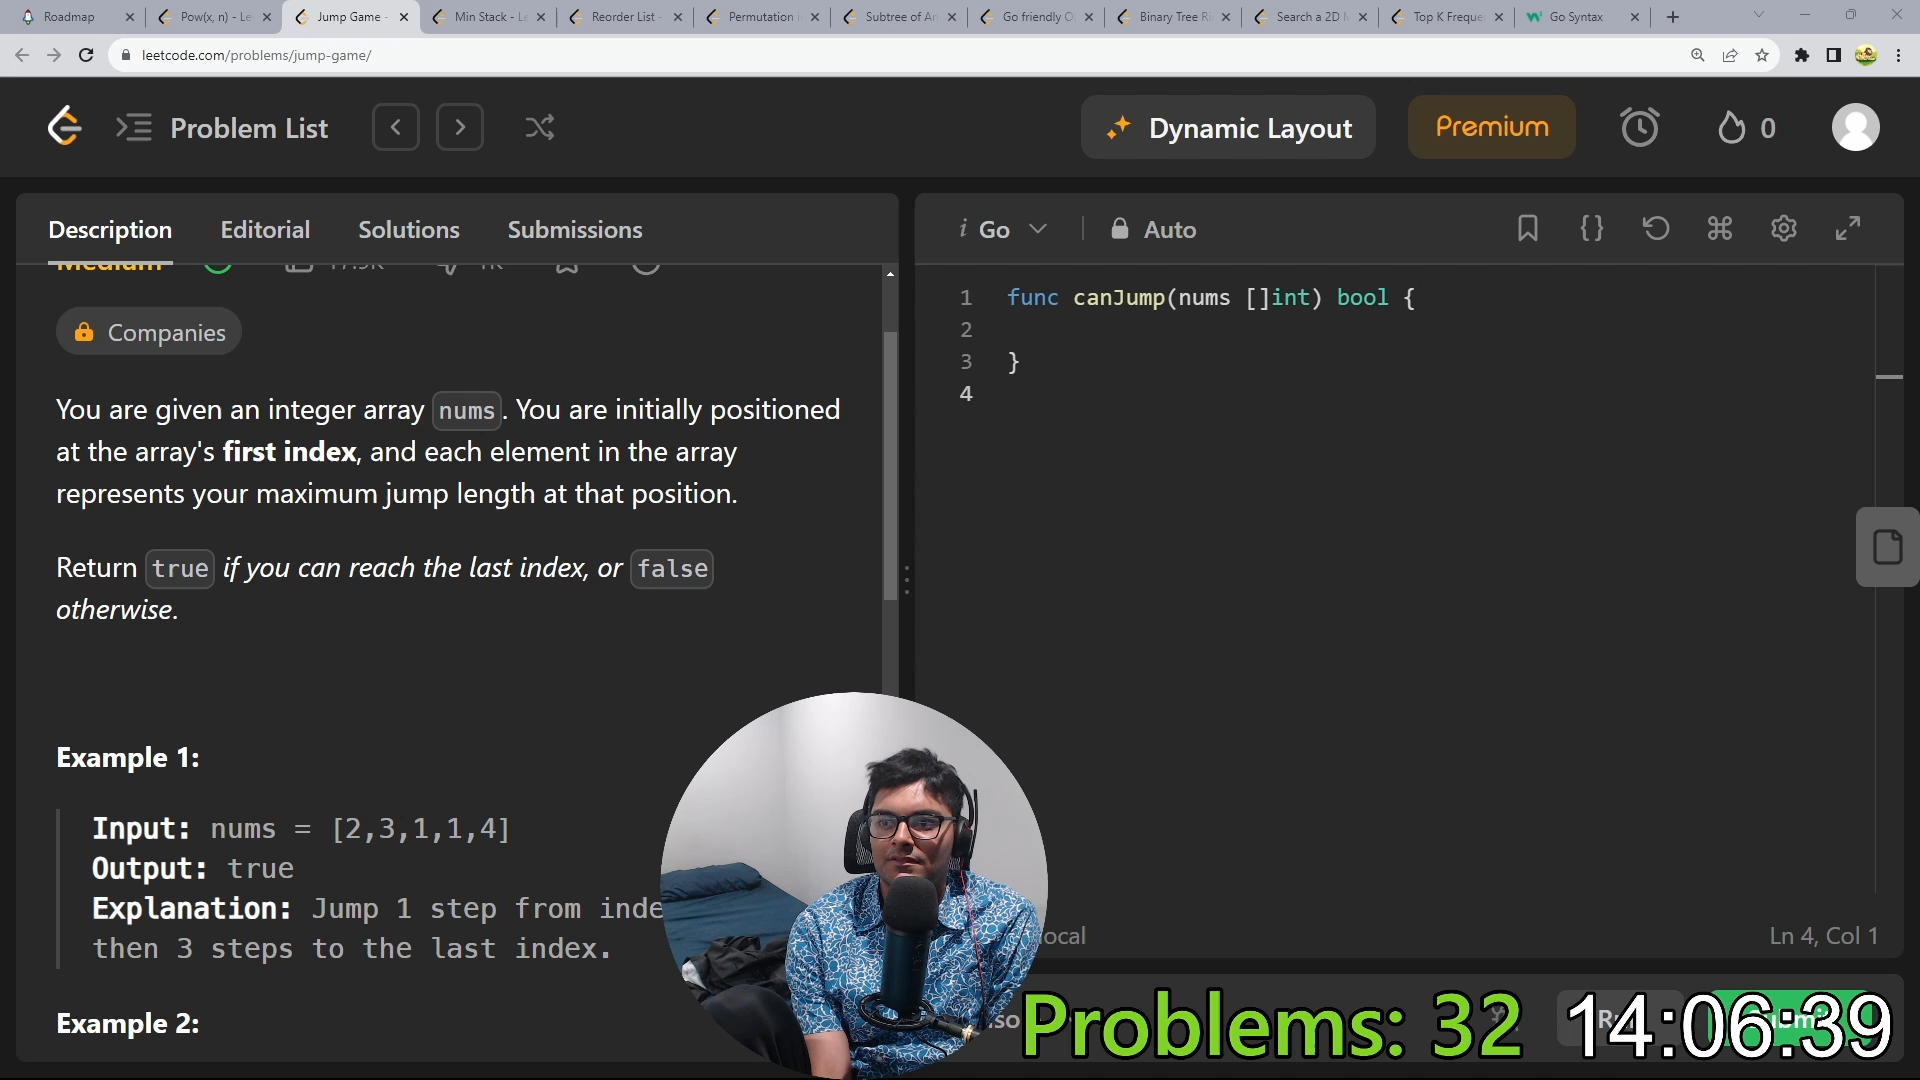 Roadmap
Pow(x, n) - Le
Jump Game -
Min Stack - Le
Reorder List -
Permutation i
Subtree of An
Go friendly O
Binary Tree Ri
Search a 2D M
Top K Freque
Go Syntax
leetcode.com/problems/jump-game/
Problem List
Dynamic Layout
Premium
0
Description
Editorial
Solutions
Submissions
Medium
17.9K
1K
Companies
You are given an integer array nums. You are initially positioned
at the array's first index, and each element in the array
represents your maximum jump length at that position.
Return true if you can reach the last index, or false
otherwise.
Example 1:
Input: nums = [2,3,1,1,4]
Output: true
Explanation: Jump 1 step from inde
then 3 steps to the last index.
Example 2:
i Go
Auto
1 func canJump(nums []int) bool {
2
3 }
4
ocal
Ln 4, Col 1
Problems: 32
14:06:39